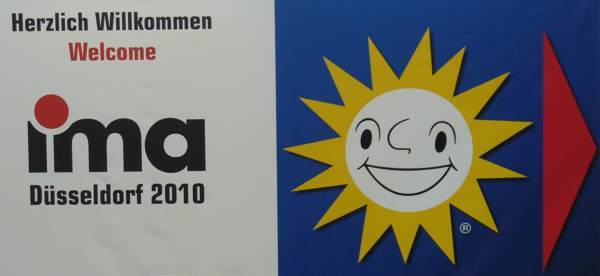 Herzlich Willkommen
Welcome
ima
Düsseldorf 2010
®